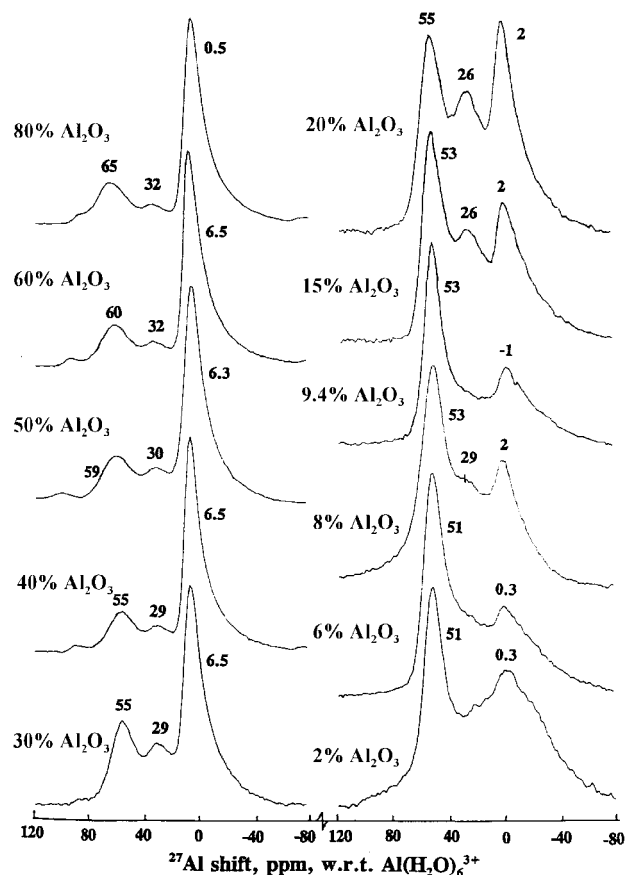 0.5
80% Al2O3
65
32
6.5
60% Al2O3
60
32
6.3
50% Al2O3
59
30
6.5
40% Al2O3
55
29
6.5
55
29
30% Al2O3
120 80 40 0 -40 -80
55
26
2
20% Al2O3
53
26
2
15% Al2O3
53
-1
9.4% Al2O3
53
29
2
8% Al2O3
51
0.3
6% Al2O3
51
0.3
2% Al2O3
120 80 40 0 -40 -80
27Al shift, ppm, w.r.t. Al(H2O)6 3+